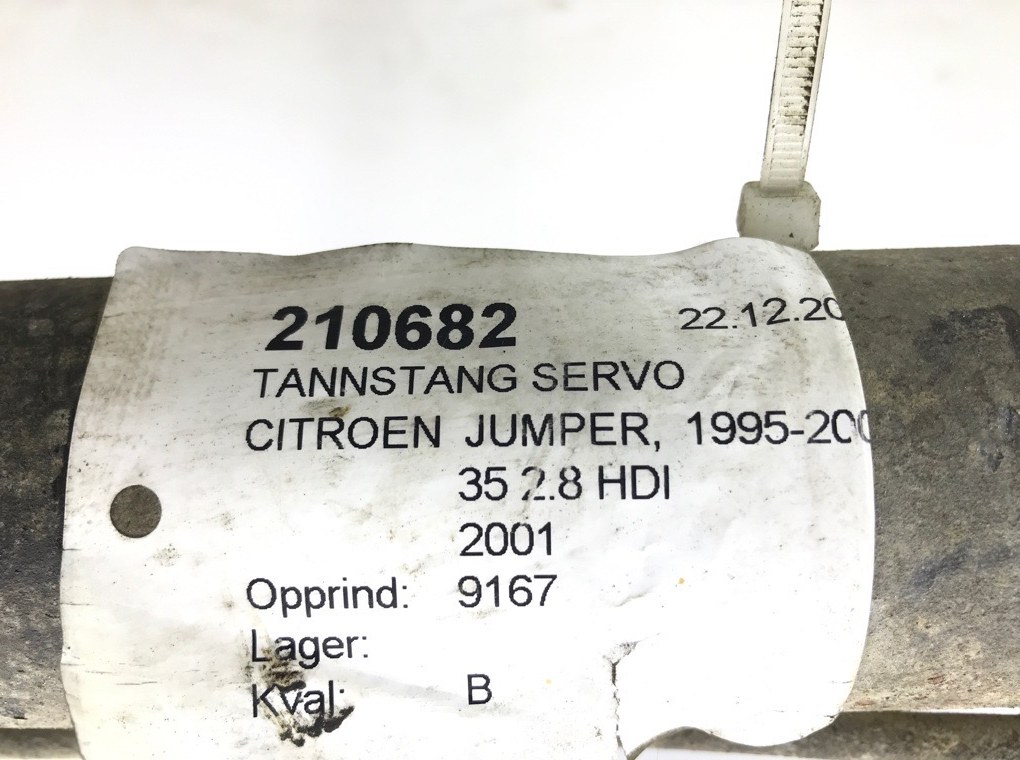 210682 22.12.20
TANNSTANG SERVO
CITROEN JUMPER, 1995-200
35 2.8 HDI
2001
Opprind: 9167
Lager:
Kval: B